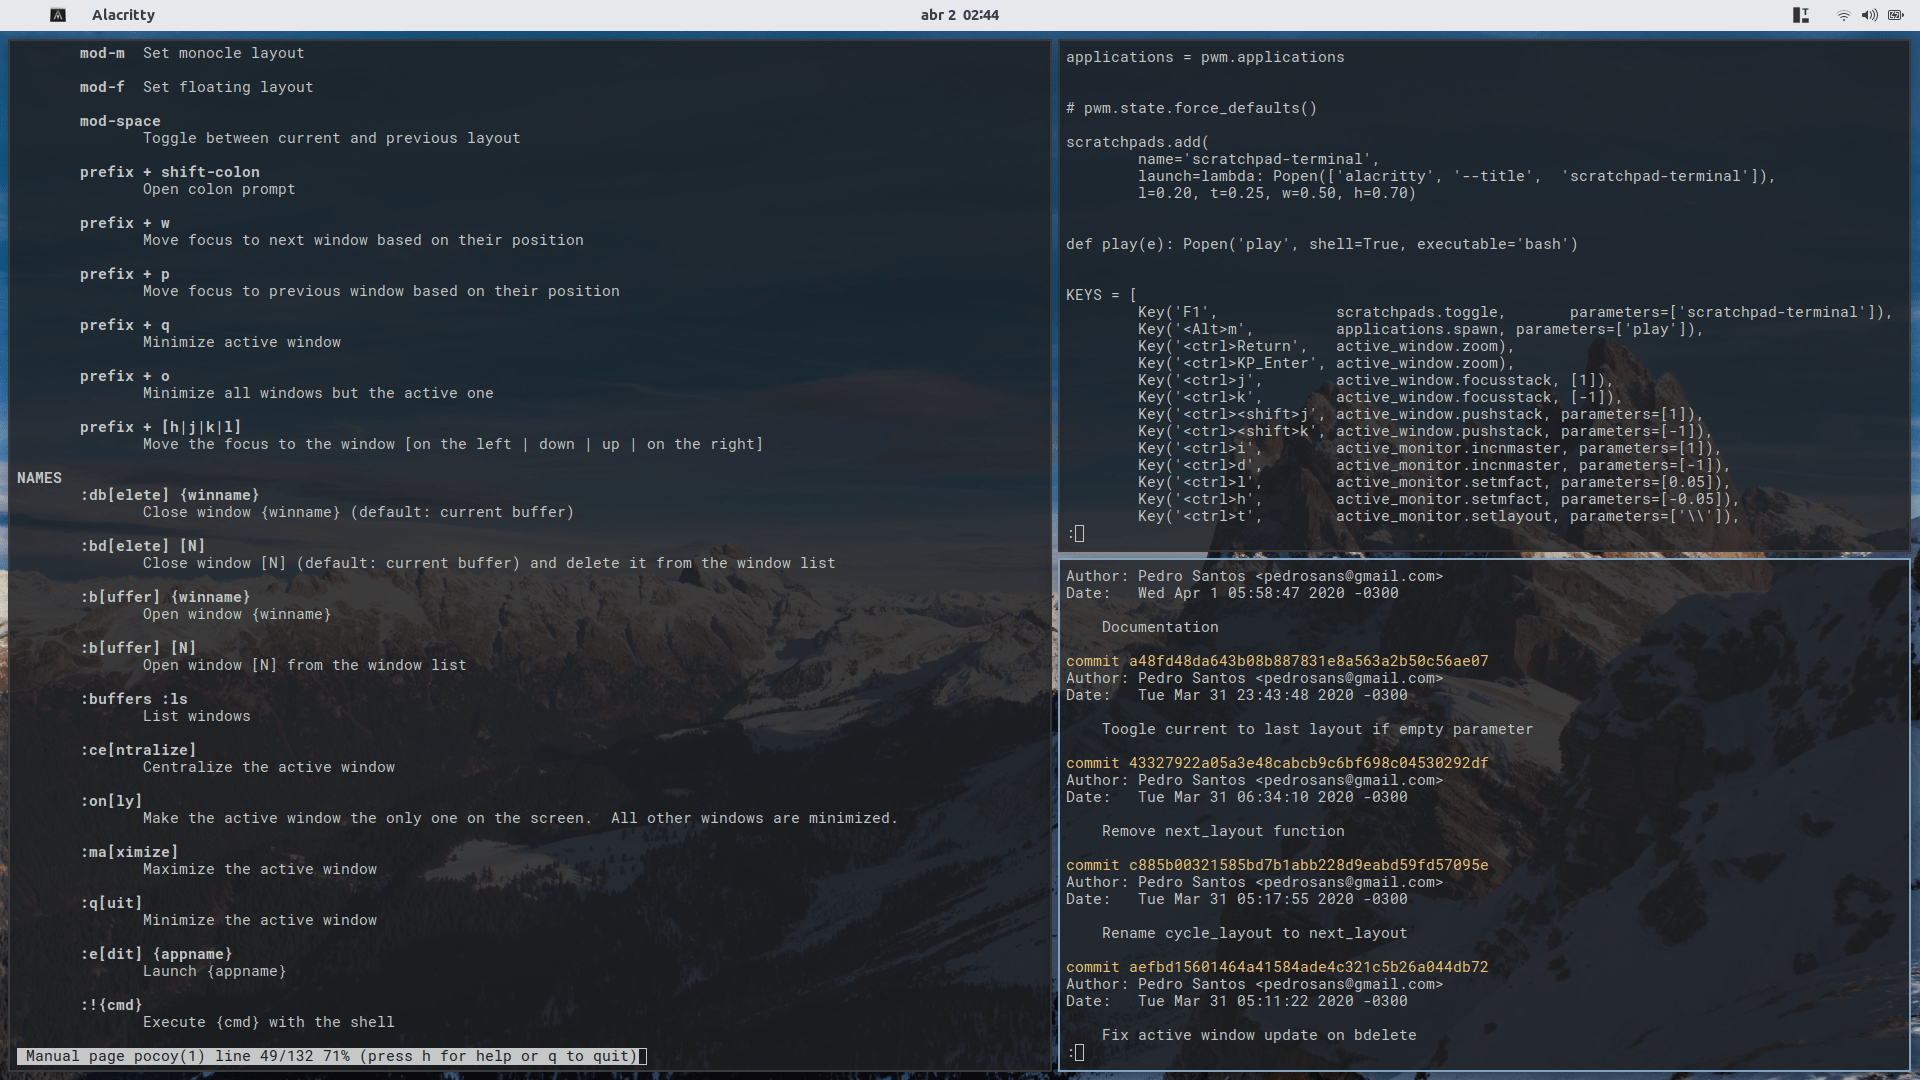 Alacritty
abr 2 02:44
T
mod-m  Set monocle layout
mod-f  Set floating layout
mod-space
Toggle between current and previous layout
prefix + shift-colon
Open colon prompt
prefix + w
Move focus to next window based on their position
prefix + p
Move focus to previous window based on their position
prefix + q
Minimize active window
prefix + o
Minimize all windows but the active one
prefix + [h|j|k|l]
Move the focus to the window [on the left | down | up | on the right]
NAMES
:db[elete] {winname}
Close window {winname} (default: current buffer)
:bd[elete] [N]
Close window [N] (default: current buffer) and delete it from the window list
:b[uffer] {winname}
Open window {winname}
:b[uffer] [N]
Open window [N] from the window list
:buffers :ls
List windows
:ce[ntralize]
Centralize the active window
:on[ly]
Make the active window the only one on the screen.  All other windows are minimized.
:ma[ximize]
Maximize the active window
:q[uit]
Minimize the active window
:e[dit] {appname}
Launch {appname}
:!{cmd}
Execute {cmd} with the shell
Manual page pocoy(1) line 49/132 71% (press h for help or q to quit)
applications = pwm.applications
# pwm.state.force_defaults()
scratchpads.add(
name='scratchpad-terminal',
launch=lambda: Popen(['alacritty', '--title',  'scratchpad-terminal']),
l=0.20, t=0.25, w=0.50, h=0.70)
def play(e): Popen('play', shell=True, executable='bash')
KEYS = [
Key('F1',             scratchpads.toggle,       parameters=['scratchpad-terminal']),
Key('<Alt>m',         applications.spawn, parameters=['play']),
Key('<ctrl>Return',   active_window.zoom),
Key('<ctrl>KP_Enter', active_window.zoom),
Key('<ctrl>j',        active_window.focusstack, [1]),
Key('<ctrl>k',        active_window.focusstack, [-1]),
Key('<ctrl><shift>j', active_window.pushstack, parameters=[1]),
Key('<ctrl><shift>k', active_window.pushstack, parameters=[-1]),
Key('<ctrl>i',        active_monitor.incnmaster, parameters=[1]),
Key('<ctrl>d',        active_monitor.incnmaster, parameters=[-1]),
Key('<ctrl>l',        active_monitor.setmfact, parameters=[0.05]),
Key('<ctrl>h',        active_monitor.setmfact, parameters=[-0.05]),
Key('<ctrl>t',        active_monitor.setlayout, parameters=['\\']),
:
Author: Pedro Santos <pedrosans@gmail.com>
Date:   Wed Apr 1 05:58:47 2020 -0300
Documentation
commit a48fd48da643b08b887831e8a563a2b50c56ae07
Author: Pedro Santos <pedrosans@gmail.com>
Date:   Tue Mar 31 23:43:48 2020 -0300
Toogle current to last layout if empty parameter
commit 43327922a05a3e48cabcb9c6bf698c04530292df
Author: Pedro Santos <pedrosans@gmail.com>
Date:   Tue Mar 31 06:34:10 2020 -0300
Remove next_layout function
commit c885b00321585bd7b1abb228d9eabd59fd57095e
Author: Pedro Santos <pedrosans@gmail.com>
Date:   Tue Mar 31 05:17:55 2020 -0300
Rename cycle_layout to next_layout
commit aefbd15601464a41584ade4c321c5b26a044db72
Author: Pedro Santos <pedrosans@gmail.com>
Date:   Tue Mar 31 05:11:22 2020 -0300
Fix active window update on bdelete
: